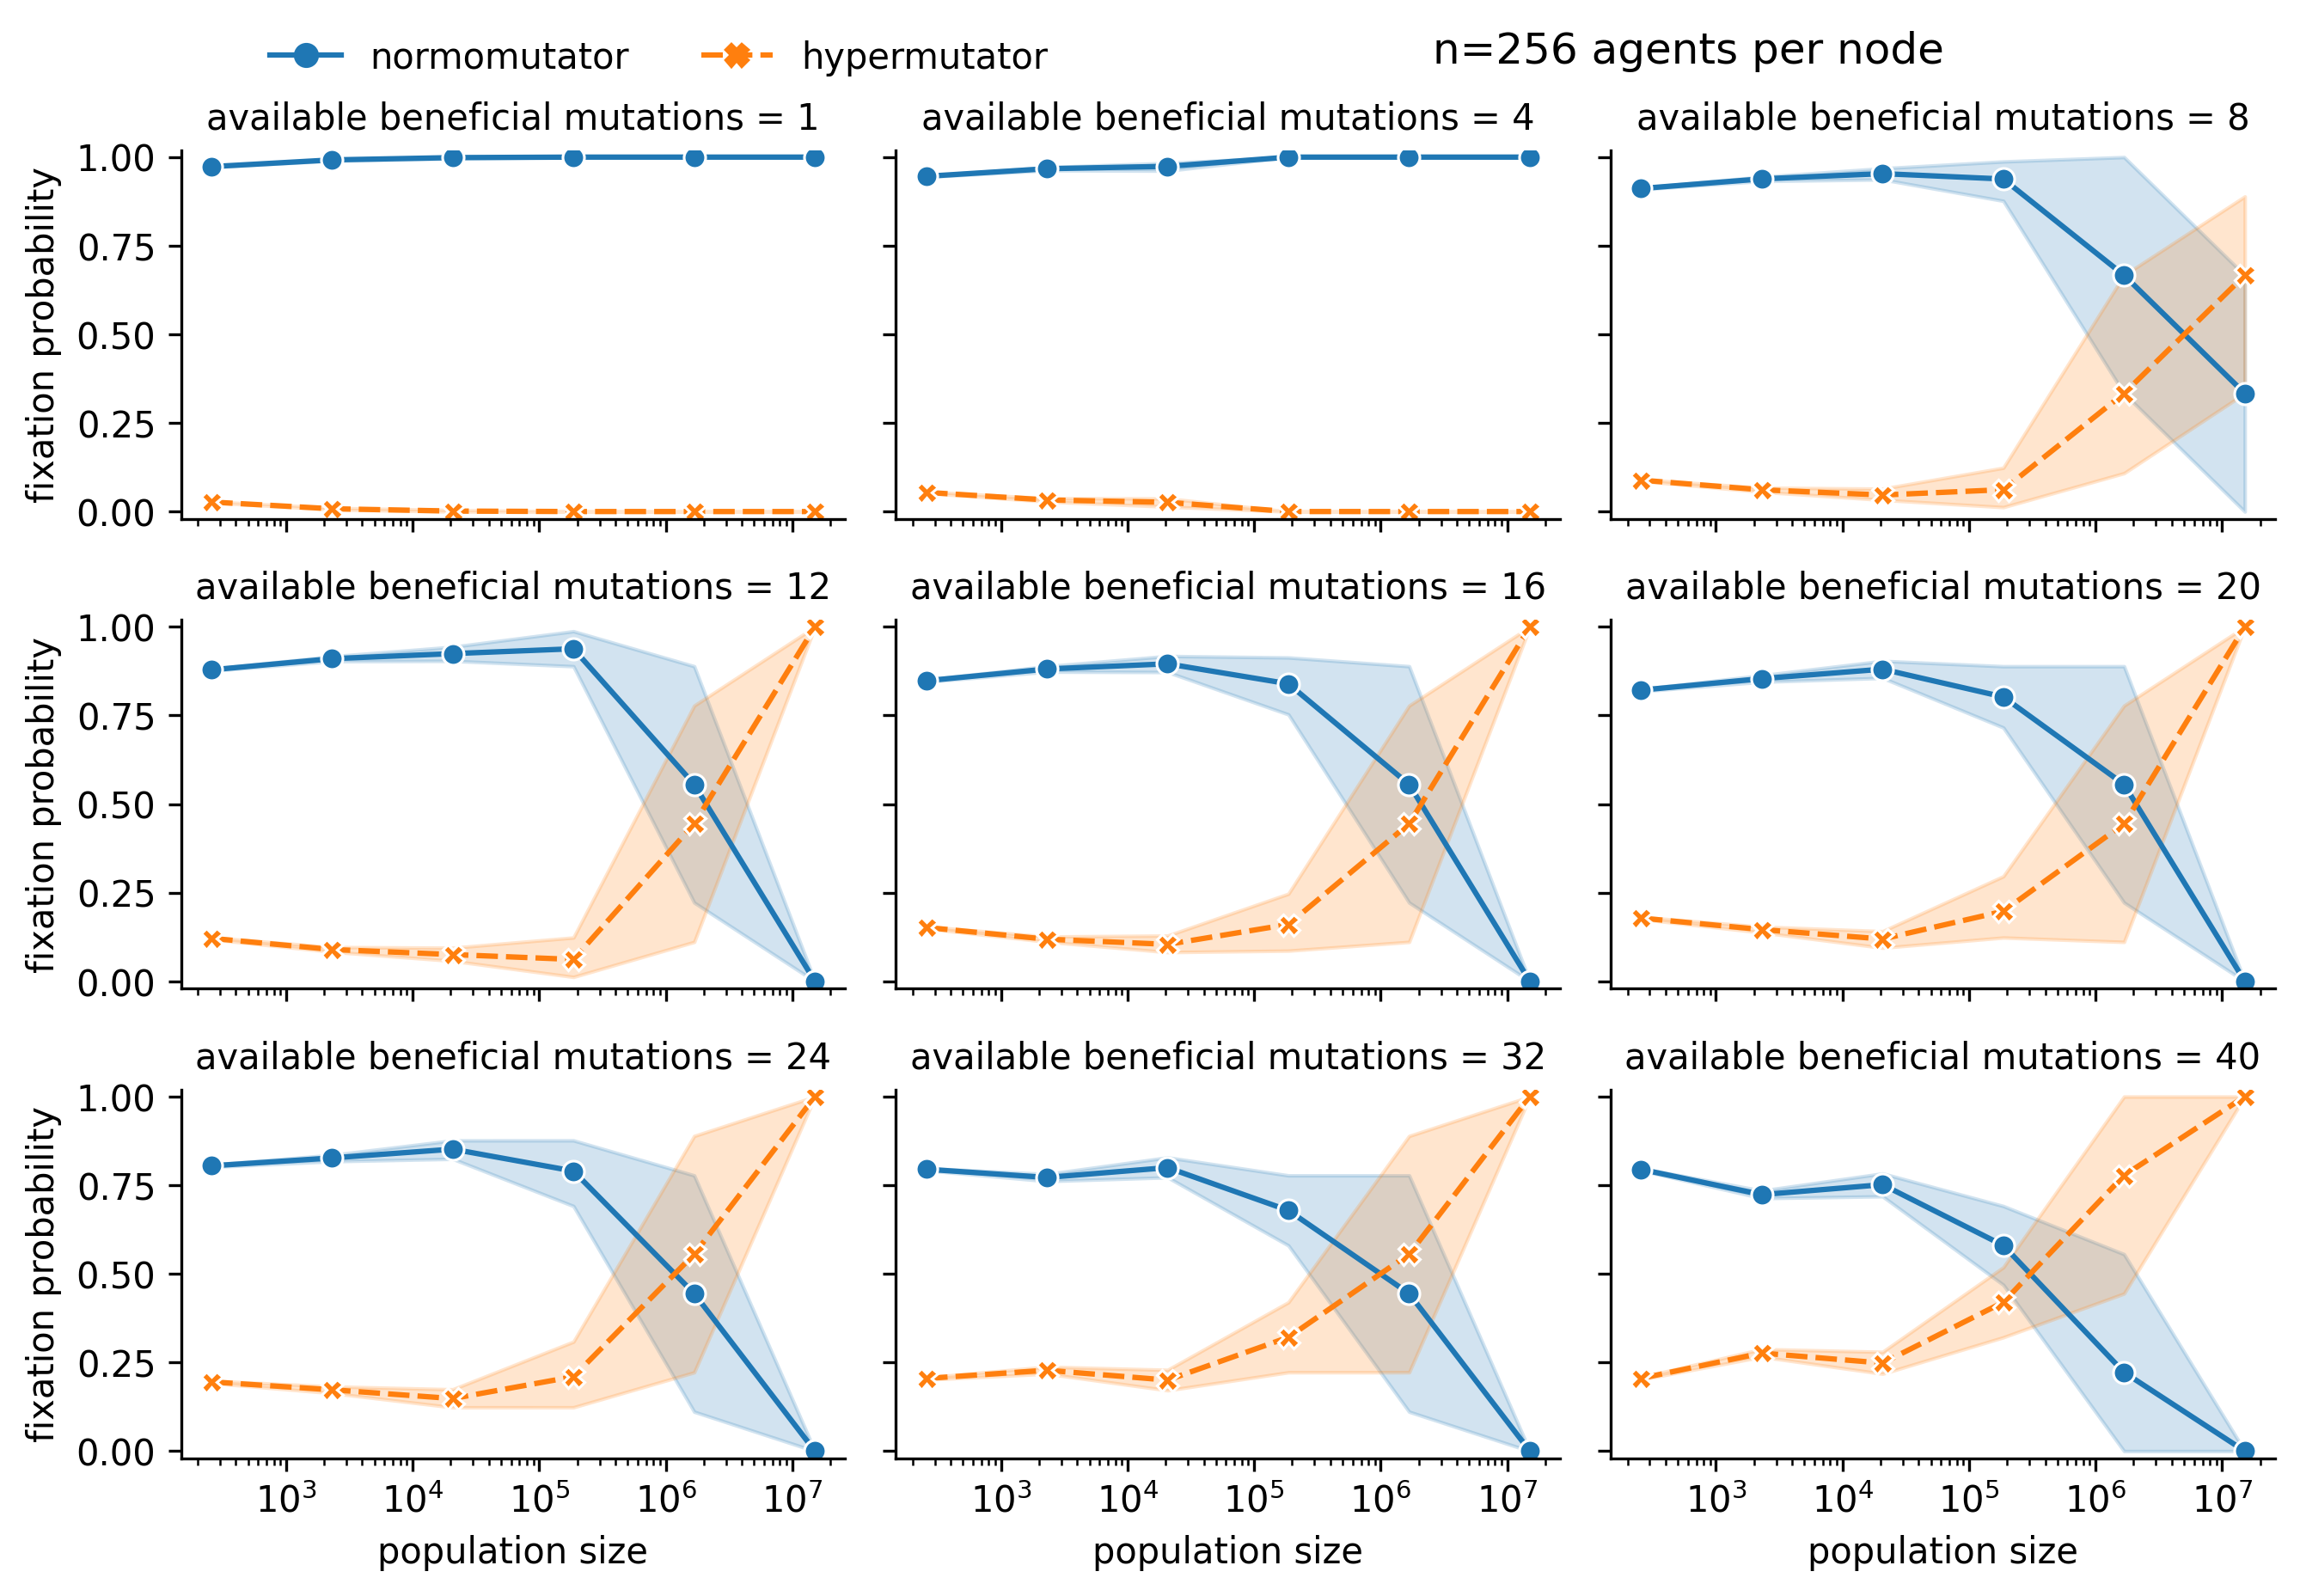 normomutator hypermutator n=256 agents per node
available beneficial mutations = 1
available beneficial mutations = 4
available beneficial mutations = 8
1.00
0.75
0.50
0.25
0.00
fixation probability
available beneficial mutations = 12
available beneficial mutations = 16
available beneficial mutations = 20
1.00
0.75
0.50
0.25
0.00
fixation probability
available beneficial mutations = 24
available beneficial mutations = 32
available beneficial mutations = 40
1.00
0.75
0.50
0.25
0.00
fixation probability
10³ 10⁴ 10⁵ 10⁶ 10⁷
10³ 10⁴ 10⁵ 10⁶ 10⁷
10³ 10⁴ 10⁵ 10⁶ 10⁷
population size
population size
population size